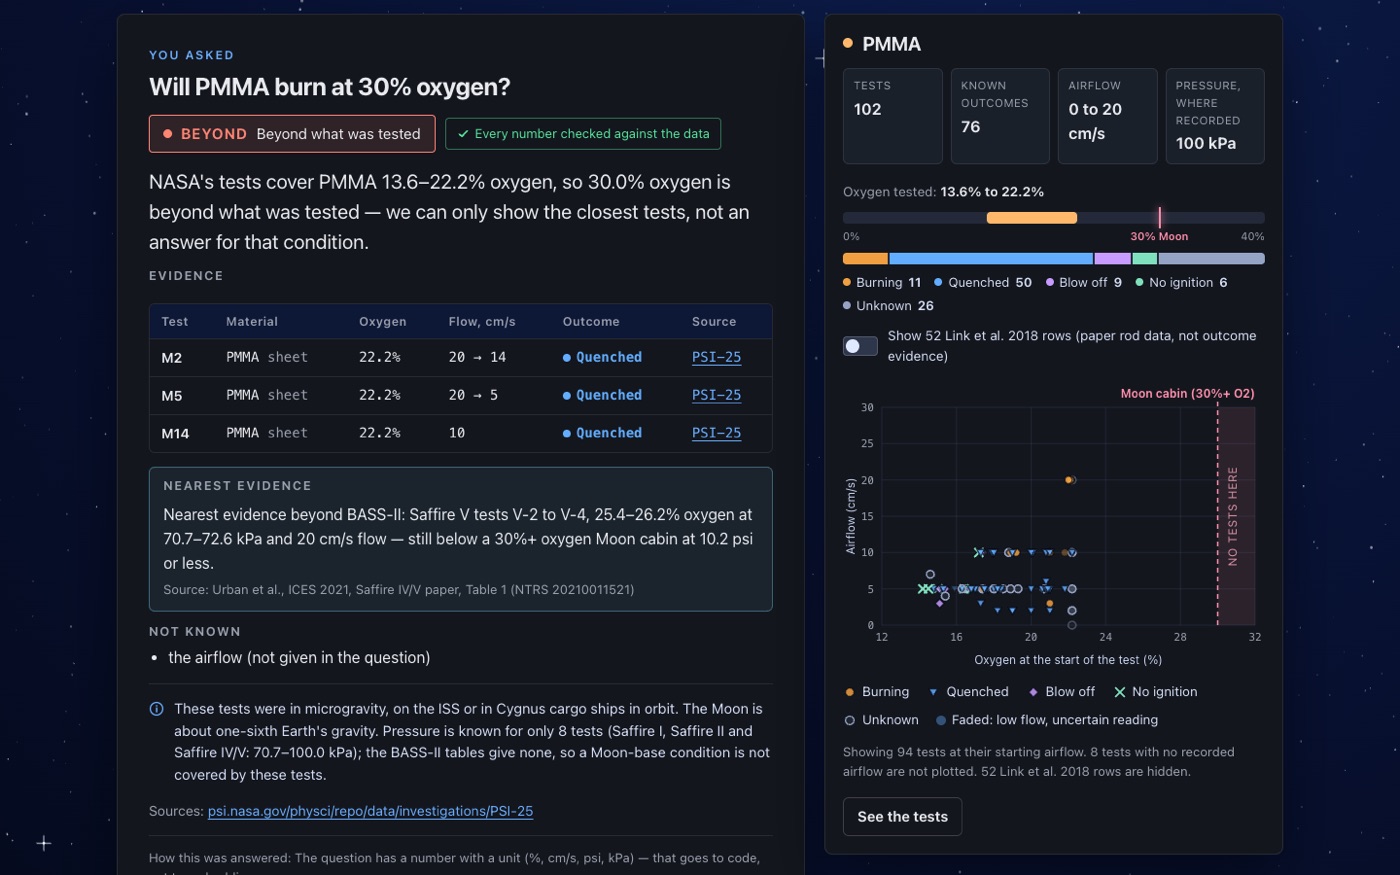 YOU ASKED
Will PMMA burn at 30% oxygen?
BEYOND Beyond what was tested
Every number checked against the data
NASA's tests cover PMMA 13.6–22.2% oxygen, so 30.0% oxygen is
beyond what was tested — we can only show the closest tests, not an
answer for that condition.
EVIDENCE
Test Material Oxygen Flow, cm/s Outcome Source
M2 PMMA sheet 22.2% 20 → 14 Quenched PSI-25
M5 PMMA sheet 22.2% 20 → 5 Quenched PSI-25
M14 PMMA sheet 22.2% 10 Quenched PSI-25
NEAREST EVIDENCE
Nearest evidence beyond BASS-II: Saffire V tests V-2 to V-4, 25.4–26.2% oxygen at
70.7–72.6 kPa and 20 cm/s flow — still below a 30%+ oxygen Moon cabin at 10.2 psi
or less.
Source: Urban et al., ICES 2021, Saffire IV/V paper, Table 1 (NTRS 20210011521)
NOT KNOWN
• the airflow (not given in the question)
These tests were in microgravity, on the ISS or in Cygnus cargo ships in orbit. The Moon is
about one-sixth Earth's gravity. Pressure is known for only 8 tests (Saffire I, Saffire II and
Saffire IV/V: 70.7–100.0 kPa); the BASS-II tables give none, so a Moon-base condition is not
covered by these tests.
Sources: psi.nasa.gov/physci/repo/data/investigations/PSI-25
How this was answered: The question has a number with a unit (%, cm/s, psi, kPa) — that goes to code,
PMMA
TESTS
102
KNOWN
OUTCOMES
76
AIRFLOW
0 to 20
cm/s
PRESSURE,
WHERE
RECORDED
100 kPa
Oxygen tested: 13.6% to 22.2%
0% 30% Moon 40%
Burning 11 Quenched 50 Blow off 9 No ignition 6
Unknown 26
Show 52 Link et al. 2018 rows (paper rod data, not outcome
evidence)
Moon cabin (30%+ O2)
30
25
20
15
10
5
0
Airflow (cm/s)
NO TESTS HERE
12 16 20 24 28 32
Oxygen at the start of the test (%)
Burning Quenched Blow off No ignition
Unknown Faded: low flow, uncertain reading
Showing 94 tests at their starting airflow. 8 tests with no recorded
airflow are not plotted. 52 Link et al. 2018 rows are hidden.
See the tests